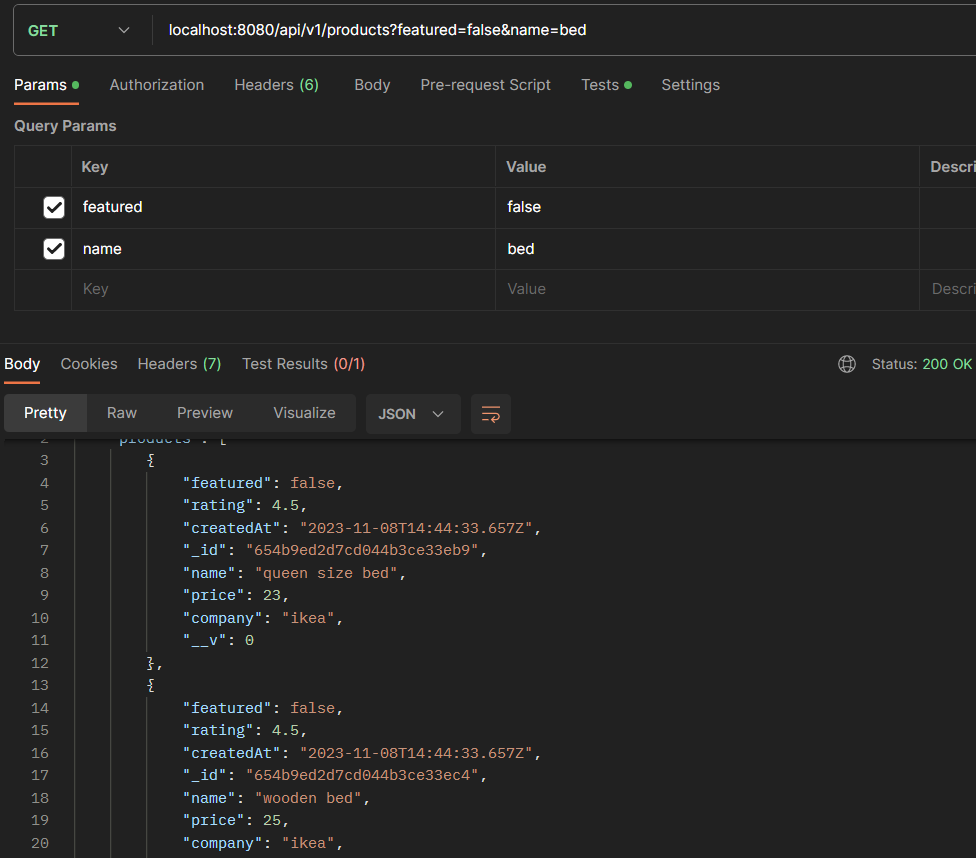 GET localhost:8080/api/v1/products?featured=false&name=bed
Params Authorization Headers (6) Body Pre-request Script Tests Settings
Query Params
Key Value Descri
featured false
name bed
Key Value Descri
Body Cookies Headers (7) Test Results (0/1) Status: 200 OK
Pretty Raw Preview Visualize JSON
2 "products": [
3 {
4 "featured": false,
5 "rating": 4.5,
6 "createdAt": "2023-11-08T14:44:33.657Z",
7 "_id": "654b9ed2d7cd044b3ce33eb9",
8 "name": "queen size bed",
9 "price": 23,
10 "company": "ikea",
11 "__v": 0
12 },
13 {
14 "featured": false,
15 "rating": 4.5,
16 "createdAt": "2023-11-08T14:44:33.657Z",
17 "_id": "654b9ed2d7cd044b3ce33ec4",
18 "name": "wooden bed",
19 "price": 25,
20 "company": "ikea",